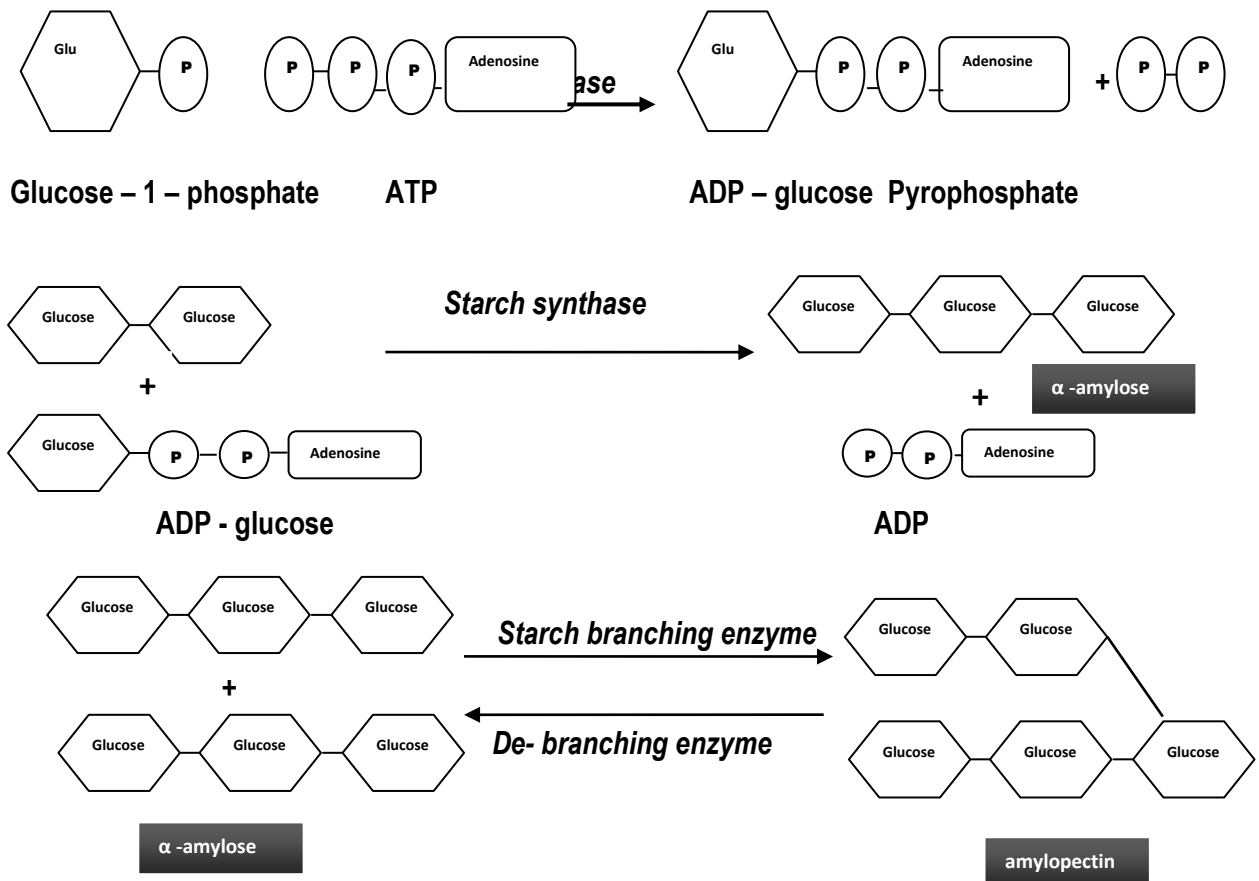 Glu P P P P Adenosine ase Glu P P Adenosine + P P
Glucose – 1 – phosphate ATP ADP – glucose Pyrophosphate
Glucose Glucose Starch synthase Glucose Glucose Glucose
+ + α -amylose
Glucose P P Adenosine P P Adenosine
ADP - glucose ADP
Glucose Glucose Glucose Starch branching enzyme Glucose Glucose
+
Glucose Glucose Glucose De- branching enzyme Glucose Glucose Glucose
α -amylose amylopectin